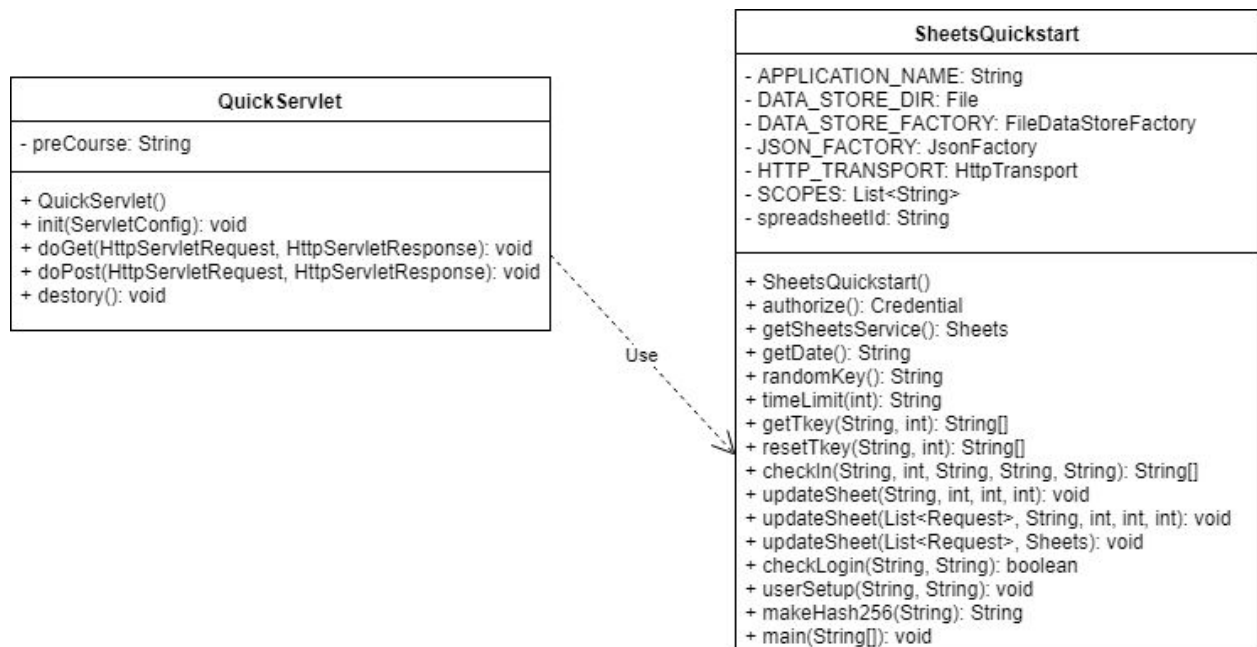 QuickServlet
- preCourse: String
+ QuickServlet()
+ init(ServletConfig): void
+ doGet(HttpServletRequest, HttpServletResponse): void
+ doPost(HttpServletRequest, HttpServletResponse): void
+ destory(): void
Use
SheetsQuickstart
- APPLICATION_NAME: String
- DATA_STORE_DIR: File
- DATA_STORE_FACTORY: FileDataStoreFactory
- JSON_FACTORY: JsonFactory
- HTTP_TRANSPORT: HttpTransport
- SCOPES: List<String>
- spreadsheetId: String
+ SheetsQuickstart()
+ authorize(): Credential
+ getSheetsService(): Sheets
+ getDate(): String
+ randomKey(): String
+ timeLimit(int): String
+ getTkey(String, int): String[]
+ resetTkey(String, int): String[]
+ checkIn(String, int, String, String, String): String[]
+ updateSheet(String, int, int, int): void
+ updateSheet(List<Request>, String, int, int, int): void
+ updateSheet(List<Request>, Sheets): void
+ checkLogin(String, String): boolean
+ userSetup(String, String): void
+ makeHash256(String): String
+ main(String[]): void